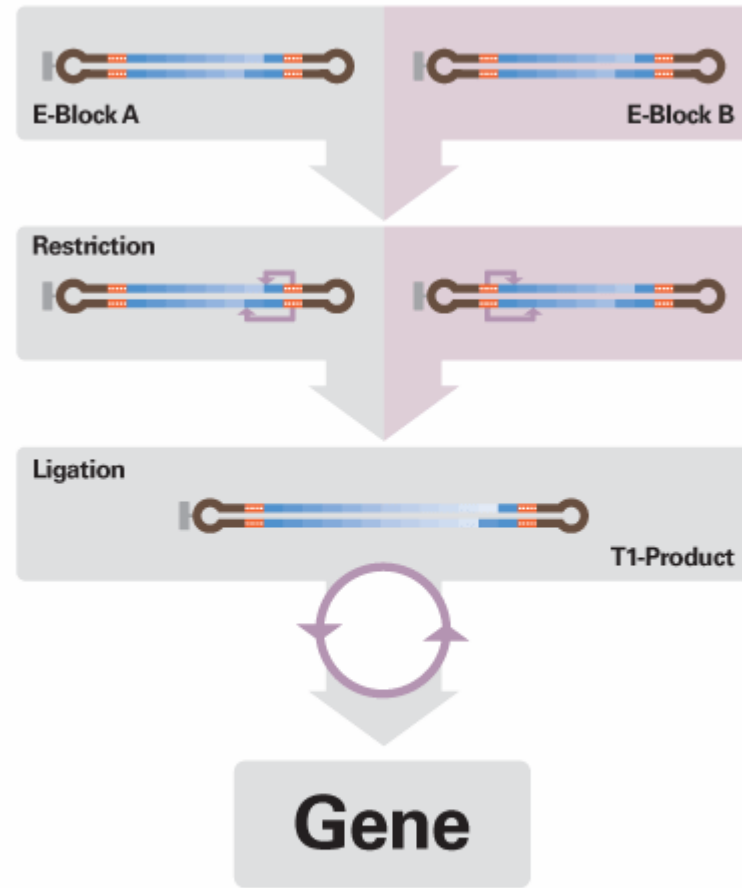 E-Block A
E-Block B
Restriction
Ligation
T1-Product
Gene